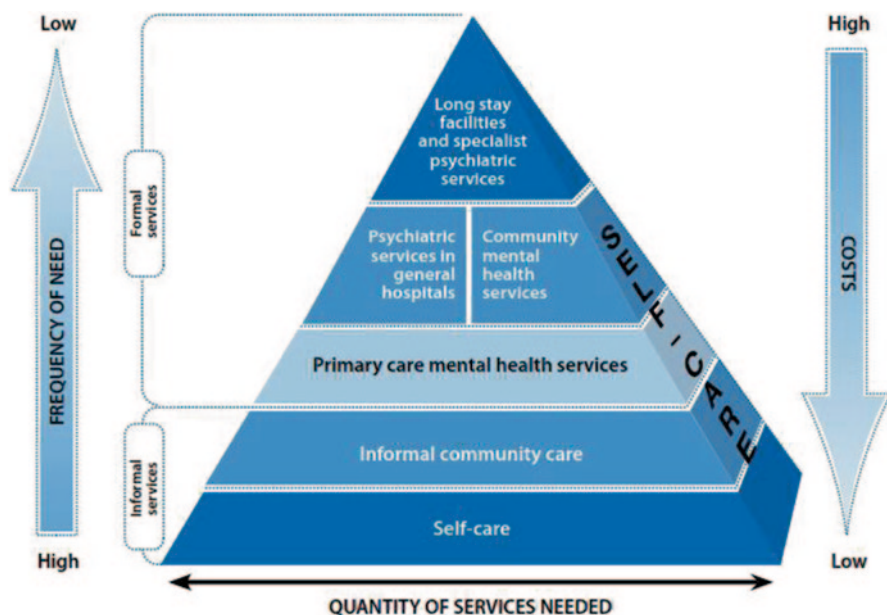 Low
High
Long stay
facilities
and specialist
psychiatric
services
Formal
services
Psychiatric
services in
general
hospitals
Community
mental
health
services
SELF-CARE
FREQUENCY OF NEED
COSTS
Primary care mental health services
Informal community care
Informal
services
Self-care
High
Low
QUANTITY OF SERVICES NEEDED